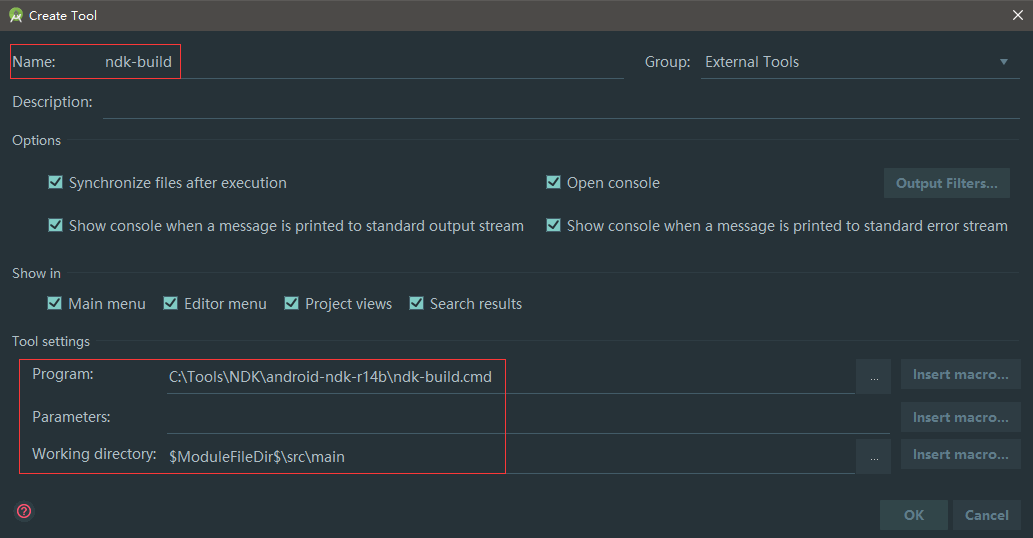 Create Tool
Name: ndk-build Group: External Tools
Description:
Options
Synchronize files after execution Open console Output Filters...
Show console when a message is printed to standard output stream Show console when a message is printed to standard error stream
Show in
Main menu Editor menu Project views Search results
Tool settings
Program: C:\Tools\NDK\android-ndk-r14b\ndk-build.cmd ... Insert macro...
Parameters: Insert macro...
Working directory: $ModuleFileDir$\src\main ... Insert macro...
? OK Cancel